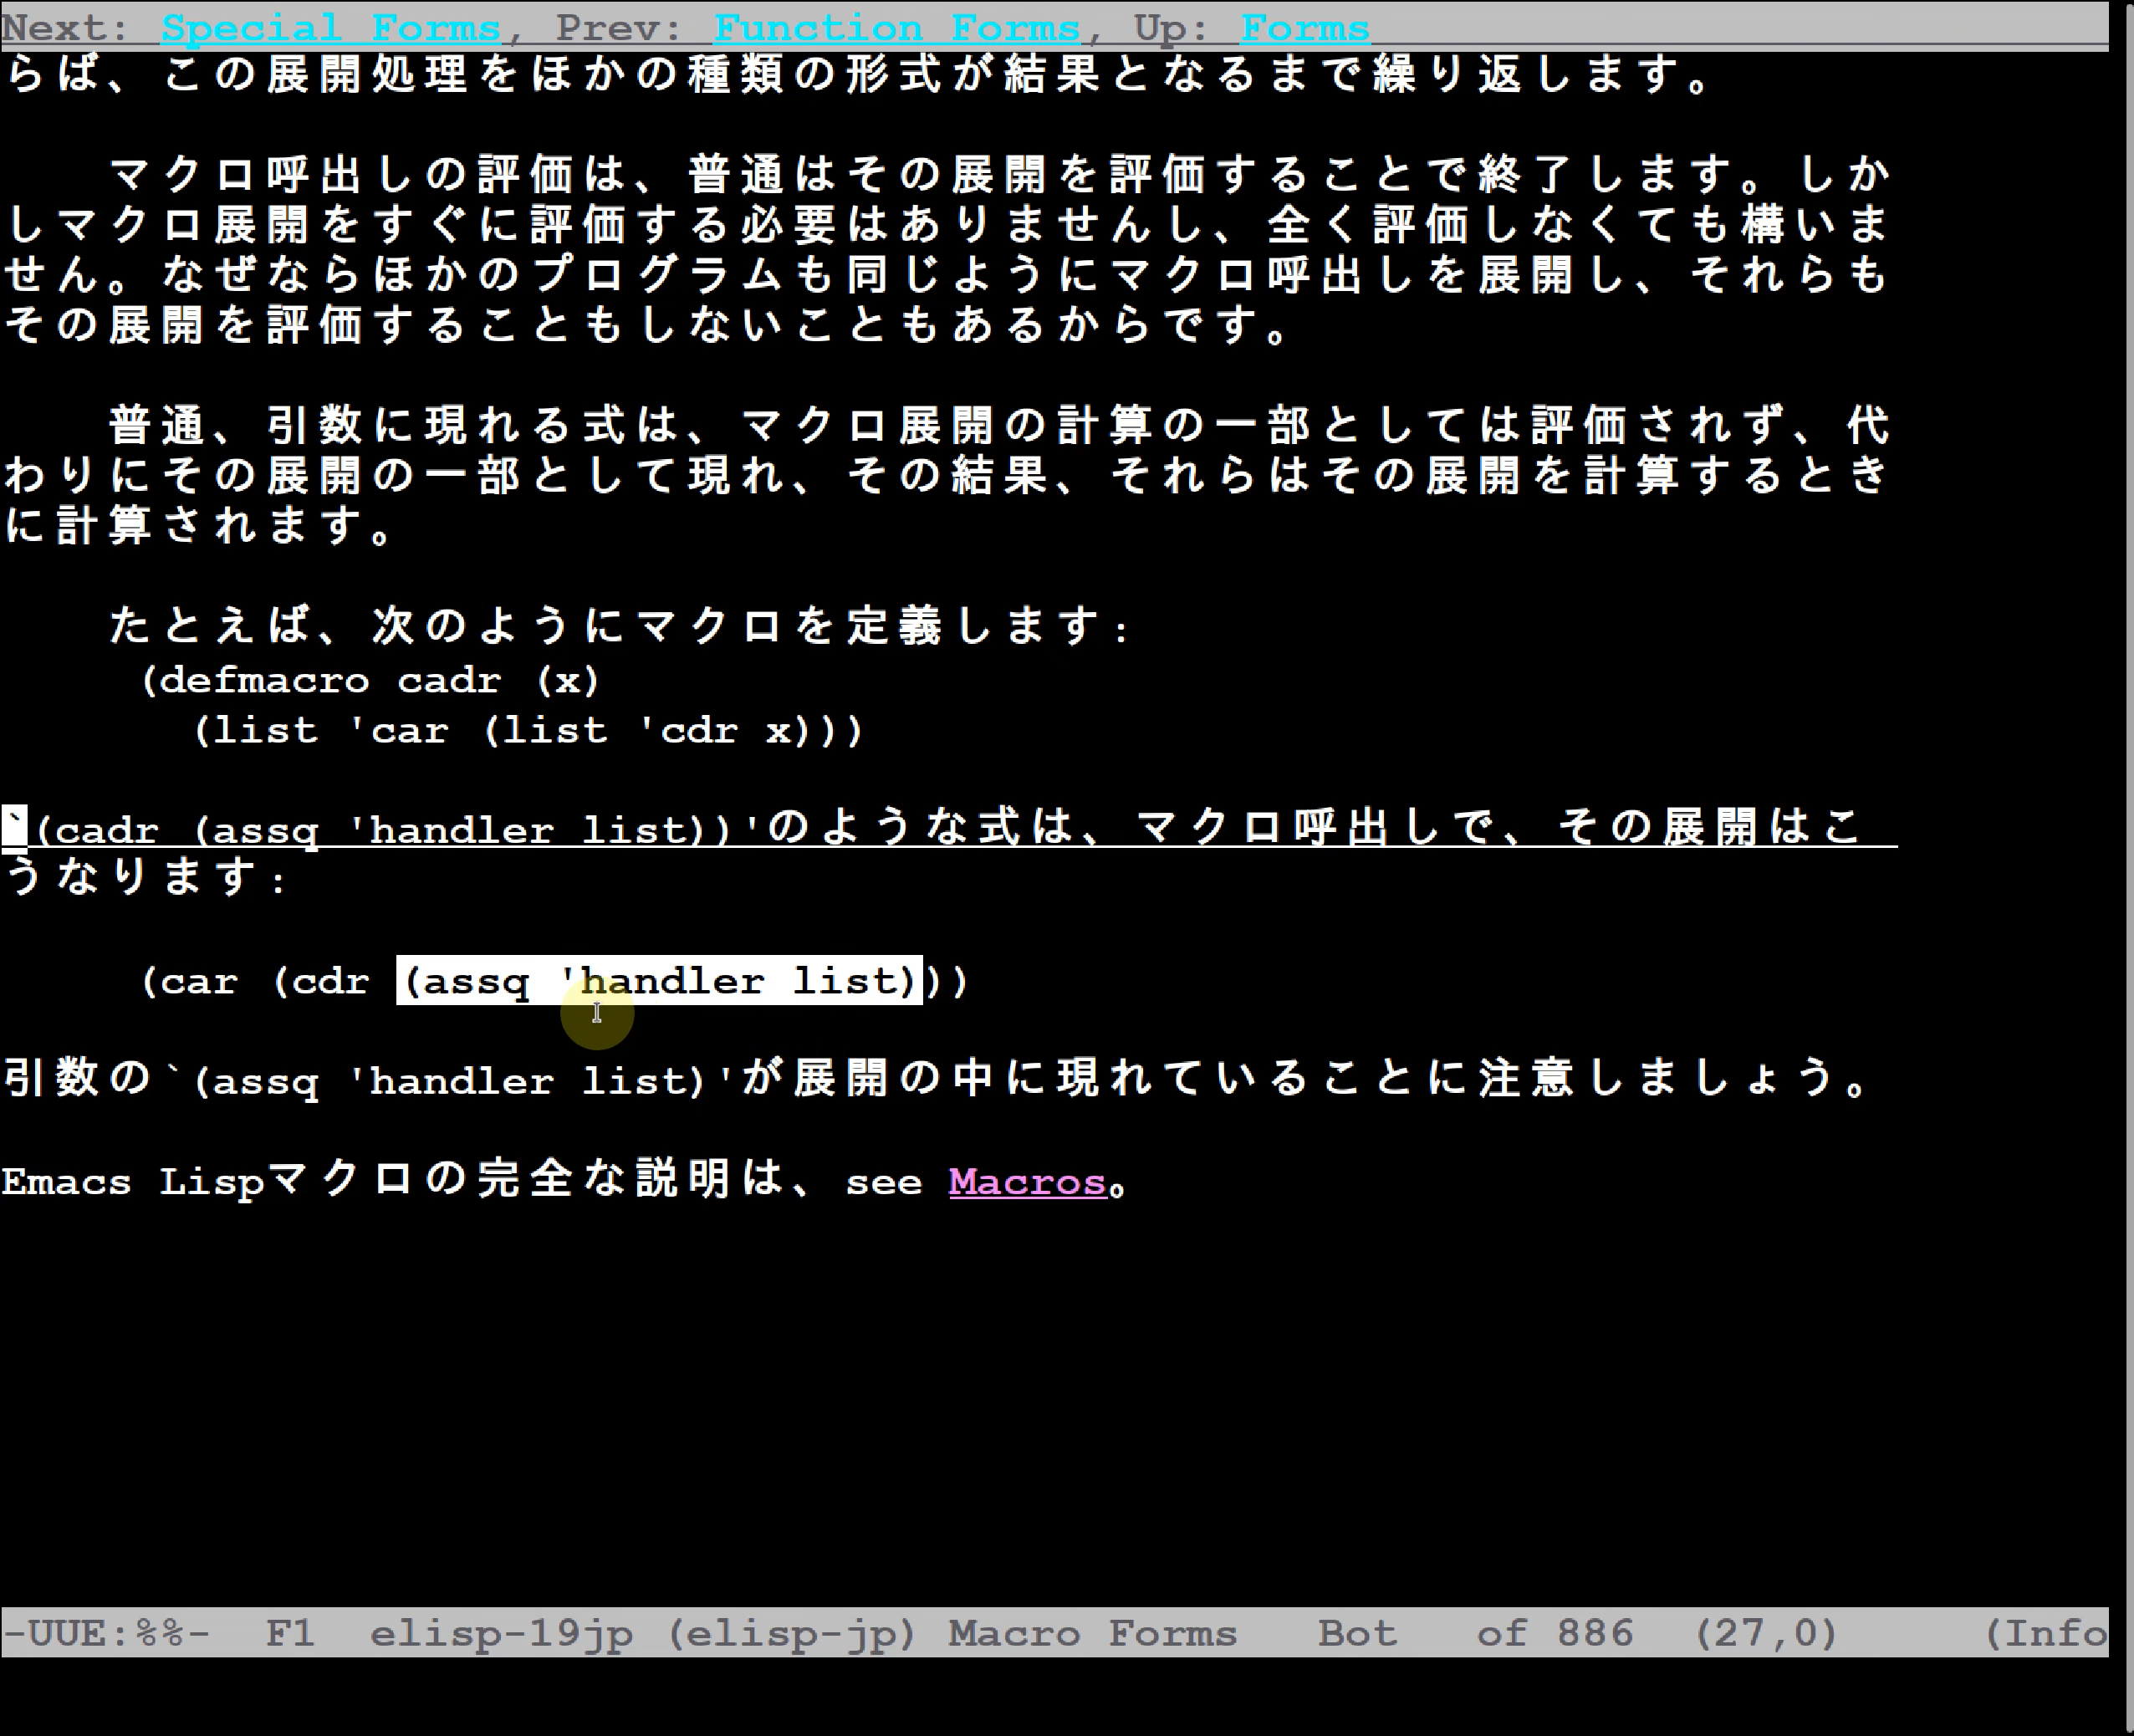 Next: Special Forms, Prev: Function Forms, Up: Forms
らば、この展開処理をほかの種類の形式が結果となるまで繰り返します。
マクロ呼出しの評価は、普通はその展開を評価することで終了します。しか
しマクロ展開をすぐに評価する必要はありませんし、全く評価しなくても構いま
せん。なぜならほかのプログラムも同じようにマクロ呼出しを展開し、それらも
その展開を評価することもしないこともあるからです。
普通、引数に現れる式は、マクロ展開の計算の一部としては評価されず、代
わりにその展開の一部として現れ、その結果、それらはその展開を計算するとき
に計算されます。
たとえば、次のようにマクロを定義します:
(defmacro cadr (x)
(list 'car (list 'cdr x)))
`(cadr (assq 'handler list))'のような式は、マクロ呼出しで、その展開はこ
うなります:
(car (cdr (assq 'handler list)))
引数の`(assq 'handler list)'が展開の中に現れていることに注意しましょう。
Emacs Lispマクロの完全な説明は、see Macros。
-UUE:%%-  F1  elisp-19jp (elisp-jp) Macro Forms   Bot   of 886  (27,0)     (Info